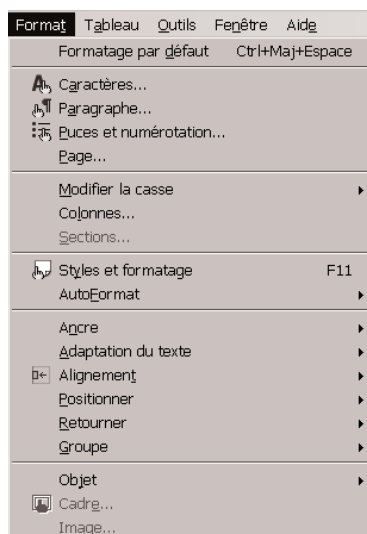 Format Tableau Outils Fenêtre Aide
Formatage par défaut Ctrl+Maj+Espace
Caractères...
Paragraphe...
Puces et numérotation...
Page...
Modifier la casse
Colonnes...
Sections...
Styles et formatage F11
AutoFormat
Ancre
Adaptation du texte
Alignement
Positionner
Retourner
Groupe
Objet
Cadre...
Image...